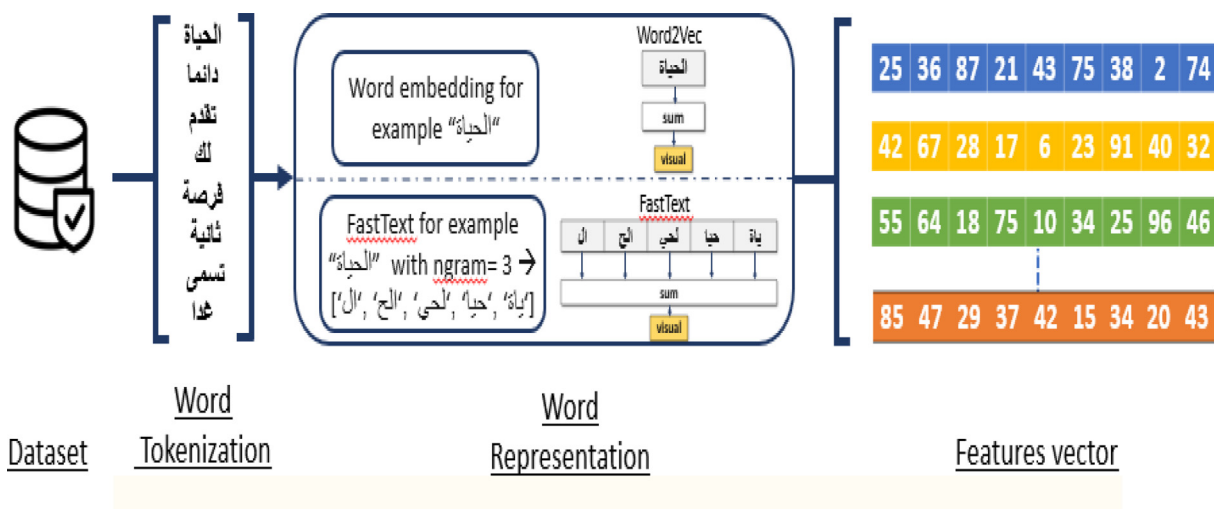 الحياة
دائما
تقدم
لك
فرصة
ثانية
تسمى
غدا
Word embedding for
example “الحياة“
Word2Vec
الحياة
sum
visual
FastText for example
“الحياة” with ngram= 3 →
['ال', 'الح', 'لحي', 'حيا', 'ياة']
FastText
ال الح لحي حيا ياة
sum
visual
25 36 87 21 43 75 38 2 74
42 67 28 17 6 23 91 40 32
55 64 18 75 10 34 25 96 46
85 47 29 37 42 15 34 20 43
Dataset
Word
Tokenization
Word
Representation
Features vector